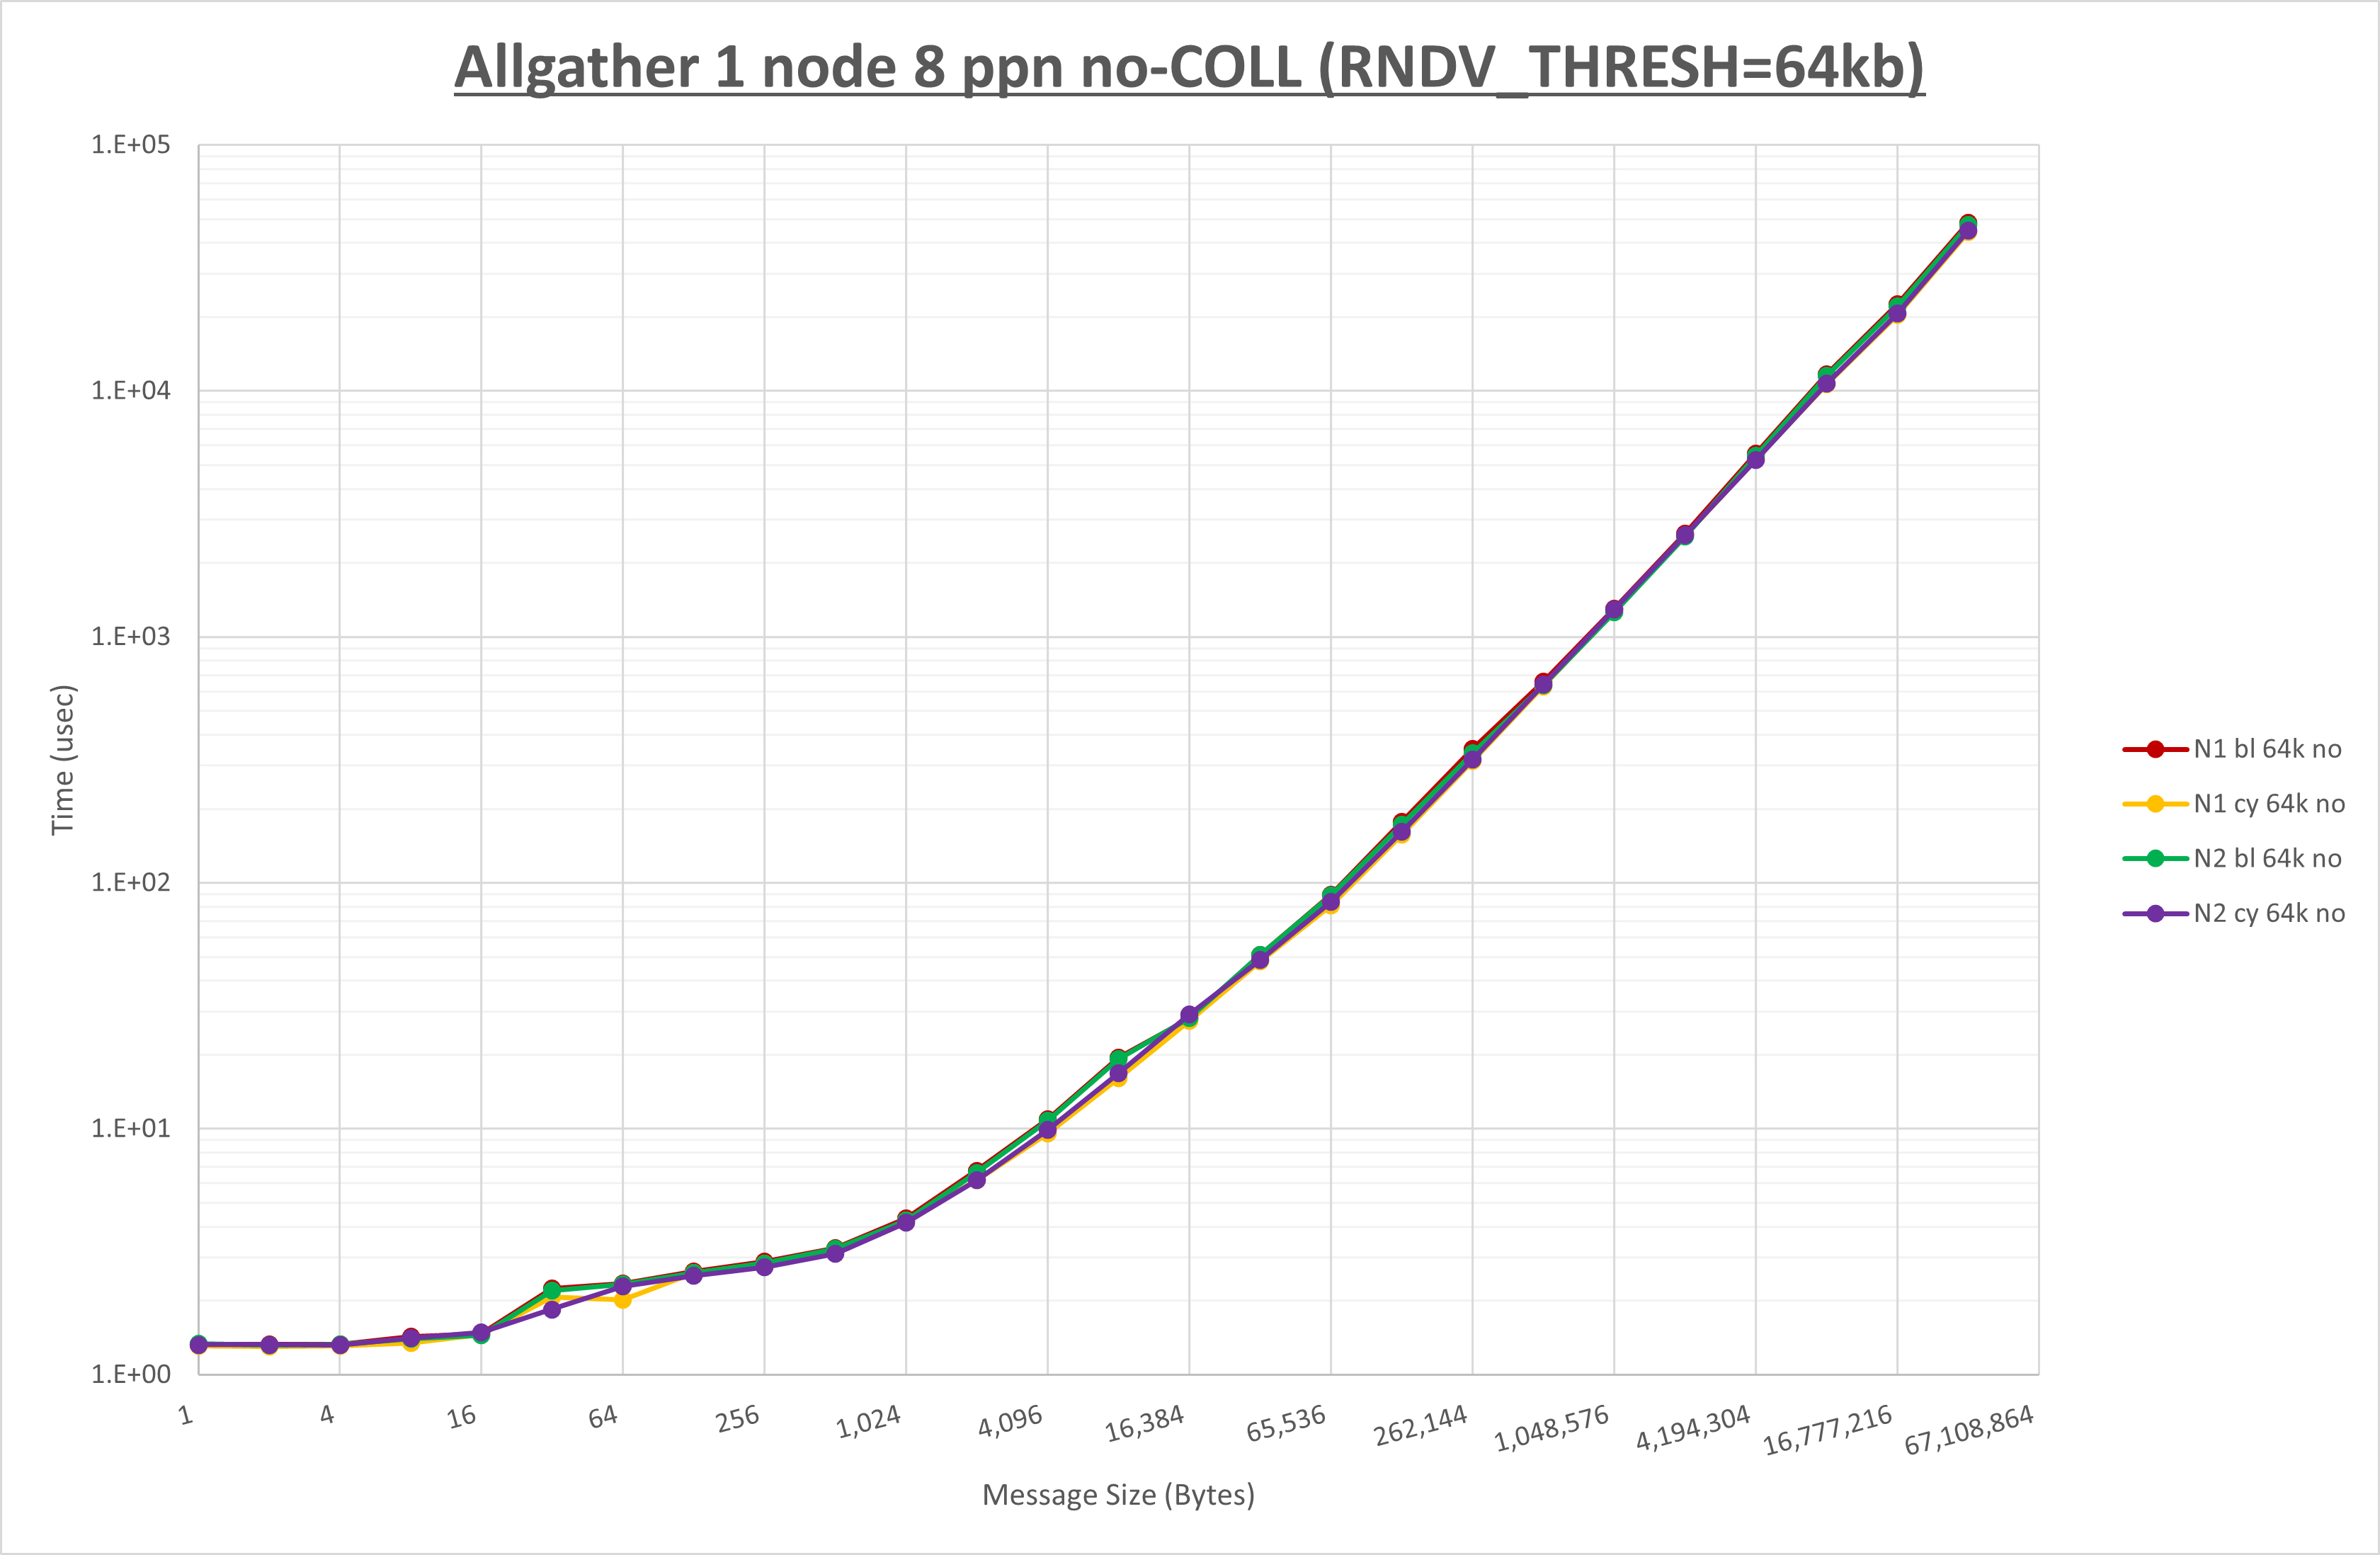 Allgather 1 node 8 ppn no-COLL (RNDV_THRESH=64kb)
1.E+05
1.E+04
1.E+03
1.E+02
1.E+01
1.E+00
Time (usec)
1
4
16
64
256
1,024
4,096
16,384
65,536
262,144
1,048,576
4,194,304
16,777,216
67,108,864
Message Size (Bytes)
N1 bl 64k no
N1 cy 64k no
N2 bl 64k no
N2 cy 64k no